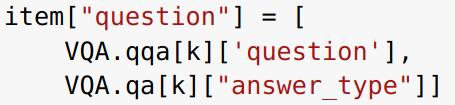 item["question"] = [
    VQA.qqa[k]['question'],
    VQA.qa[k]["answer_type"]]